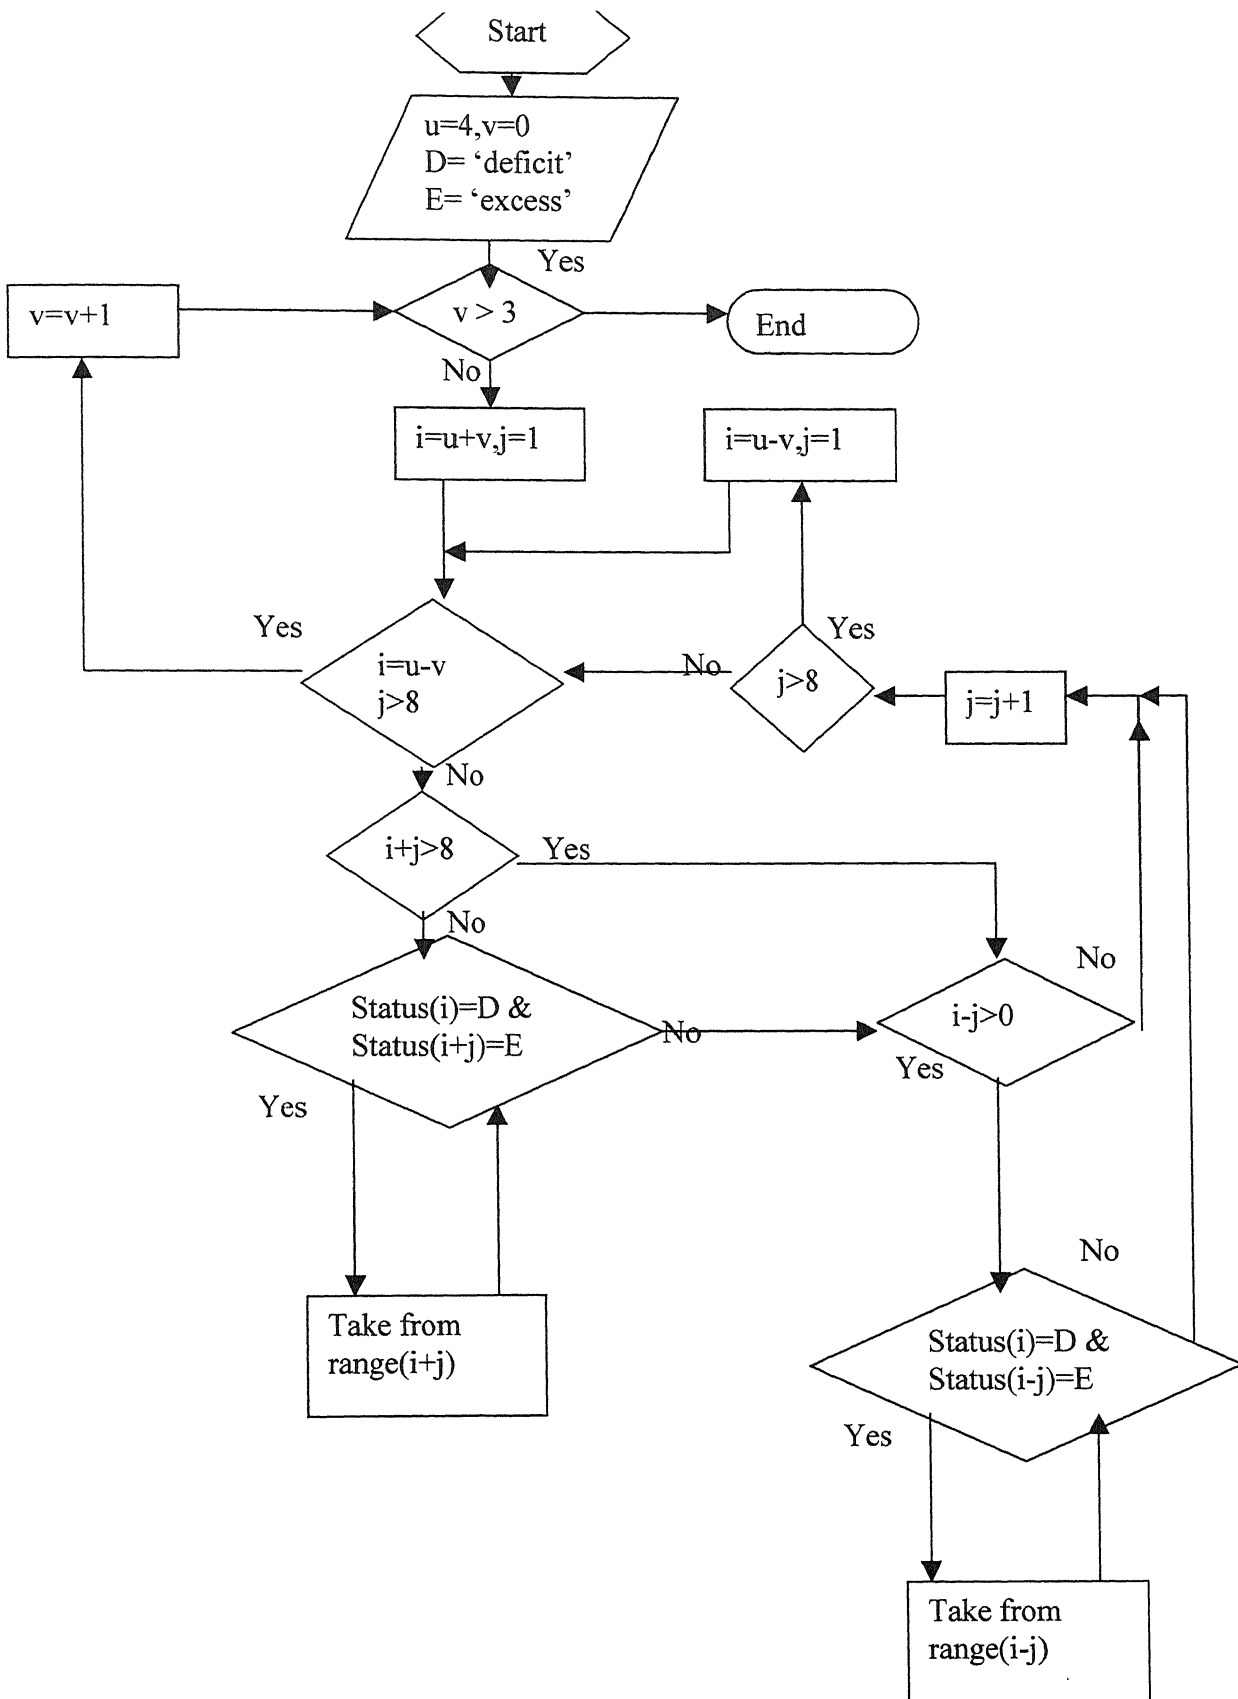 Start
u=4,v=0
D= ‘deficit’
E= ‘excess’
Yes
v=v+1
v > 3
End
No
i=u+v,j=1
i=u-v,j=1
Yes
Yes
i=u-v
j>8
No
j>8
j=j+1
No
i+j>8
Yes
No
Status(i)=D &
Status(i+j)=E
No
i-j>0
No
Yes
Yes
No
Take from
range(i+j)
Status(i)=D &
Status(i-j)=E
Yes
Take from
range(i-j)